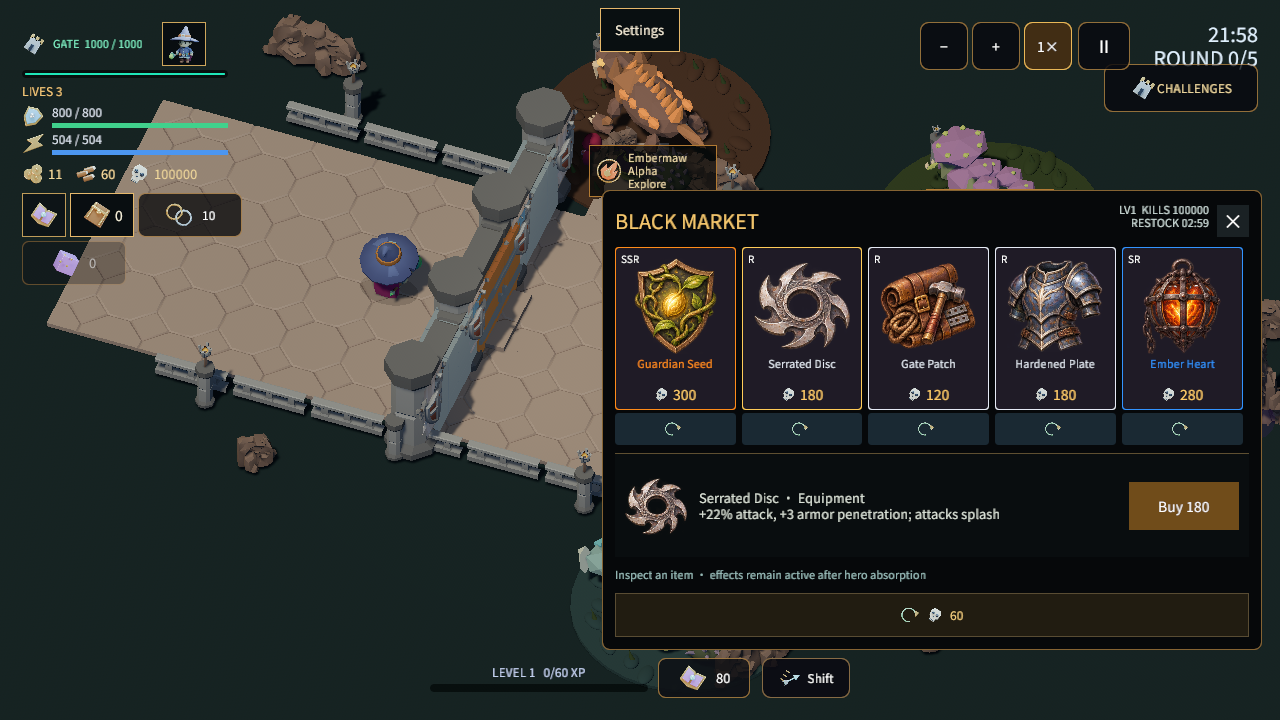 GATE 1000 / 1000
LIVES 3
800 / 800
504 / 504
11
60
100000
0
10
0
Settings
−
+
1×
21:58
ROUND 0/5
CHALLENGES
Embermaw
Alpha
Explore
BLACK MARKET
LV1 KILLS 100000
RESTOCK 02:59
SSR
Guardian Seed
300
R
Serrated Disc
180
R
Gate Patch
120
R
Hardened Plate
180
SR
Ember Heart
280
Serrated Disc • Equipment
+22% attack, +3 armor penetration; attacks splash
Buy 180
Inspect an item • effects remain active after hero absorption
60
LEVEL 1 0/60 XP
80
Shift